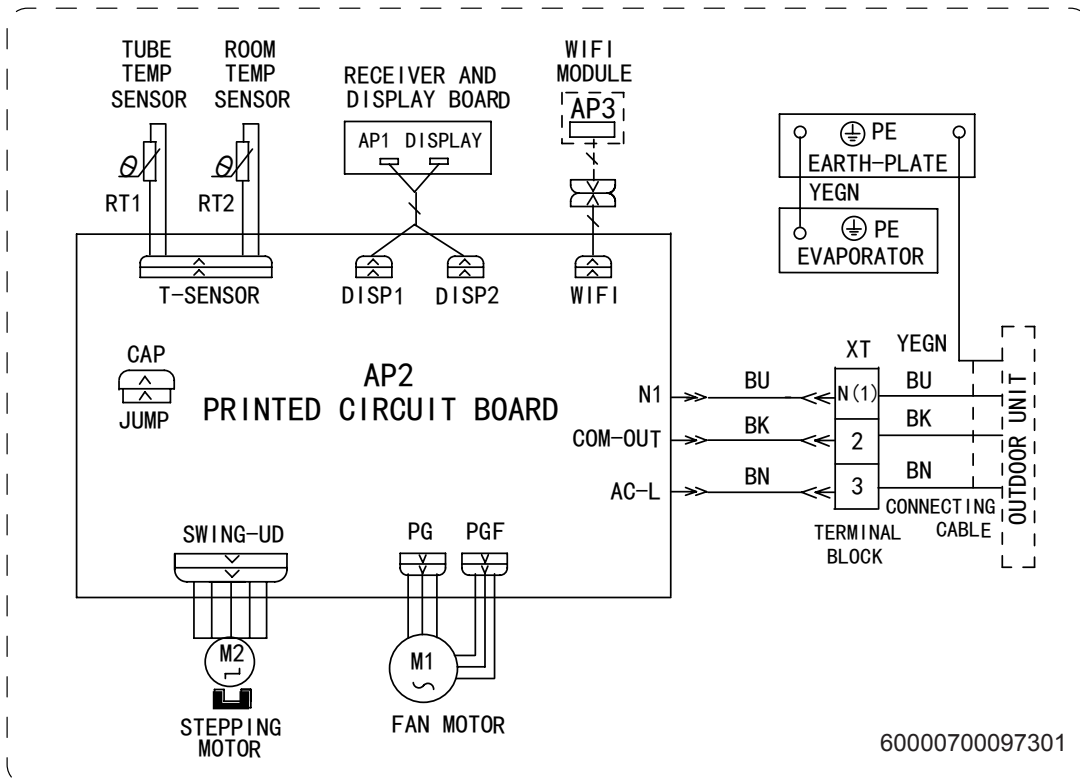 TUBE
TEMP
SENSOR
ROOM
TEMP
SENSOR
RECEIVER AND
DISPLAY BOARD
WIFI
MODULE
AP3
AP1 DISPLAY
RT1
RT2
PE
EARTH-PLATE
YEGN
PE
EVAPORATOR
T-SENSOR
DISP1
DISP2
WIFI
CAP
JUMP
AP2
PRINTED CIRCUIT BOARD
N1
COM-OUT
AC-L
BU
BK
BN
XT
N(1)
2
3
TERMINAL
BLOCK
YEGN
BU
BK
BN
CONNECTING
CABLE
OUTDOOR UNIT
SWING-UD
PG
PGF
M2
STEPPING
MOTOR
M1
FAN MOTOR
60000700097301